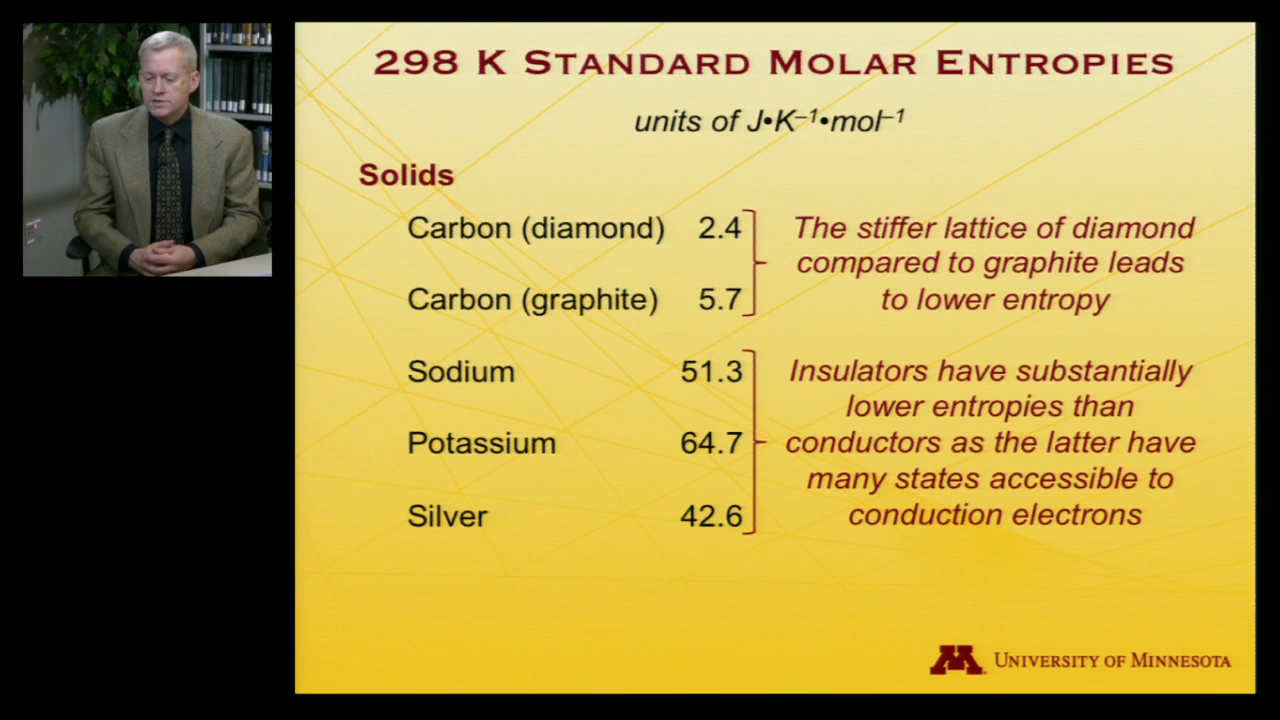 298 K STANDARD MOLAR ENTROPIES
units of J•K⁻¹•mol⁻¹
Solids
Carbon (diamond) 2.4
Carbon (graphite) 5.7
The stiffer lattice of diamond
compared to graphite leads
to lower entropy
Sodium 51.3
Potassium 64.7
Silver 42.6
Insulators have substantially
lower entropies than
conductors as the latter have
many states accessible to
conduction electrons
M UNIVERSITY OF MINNESOTA